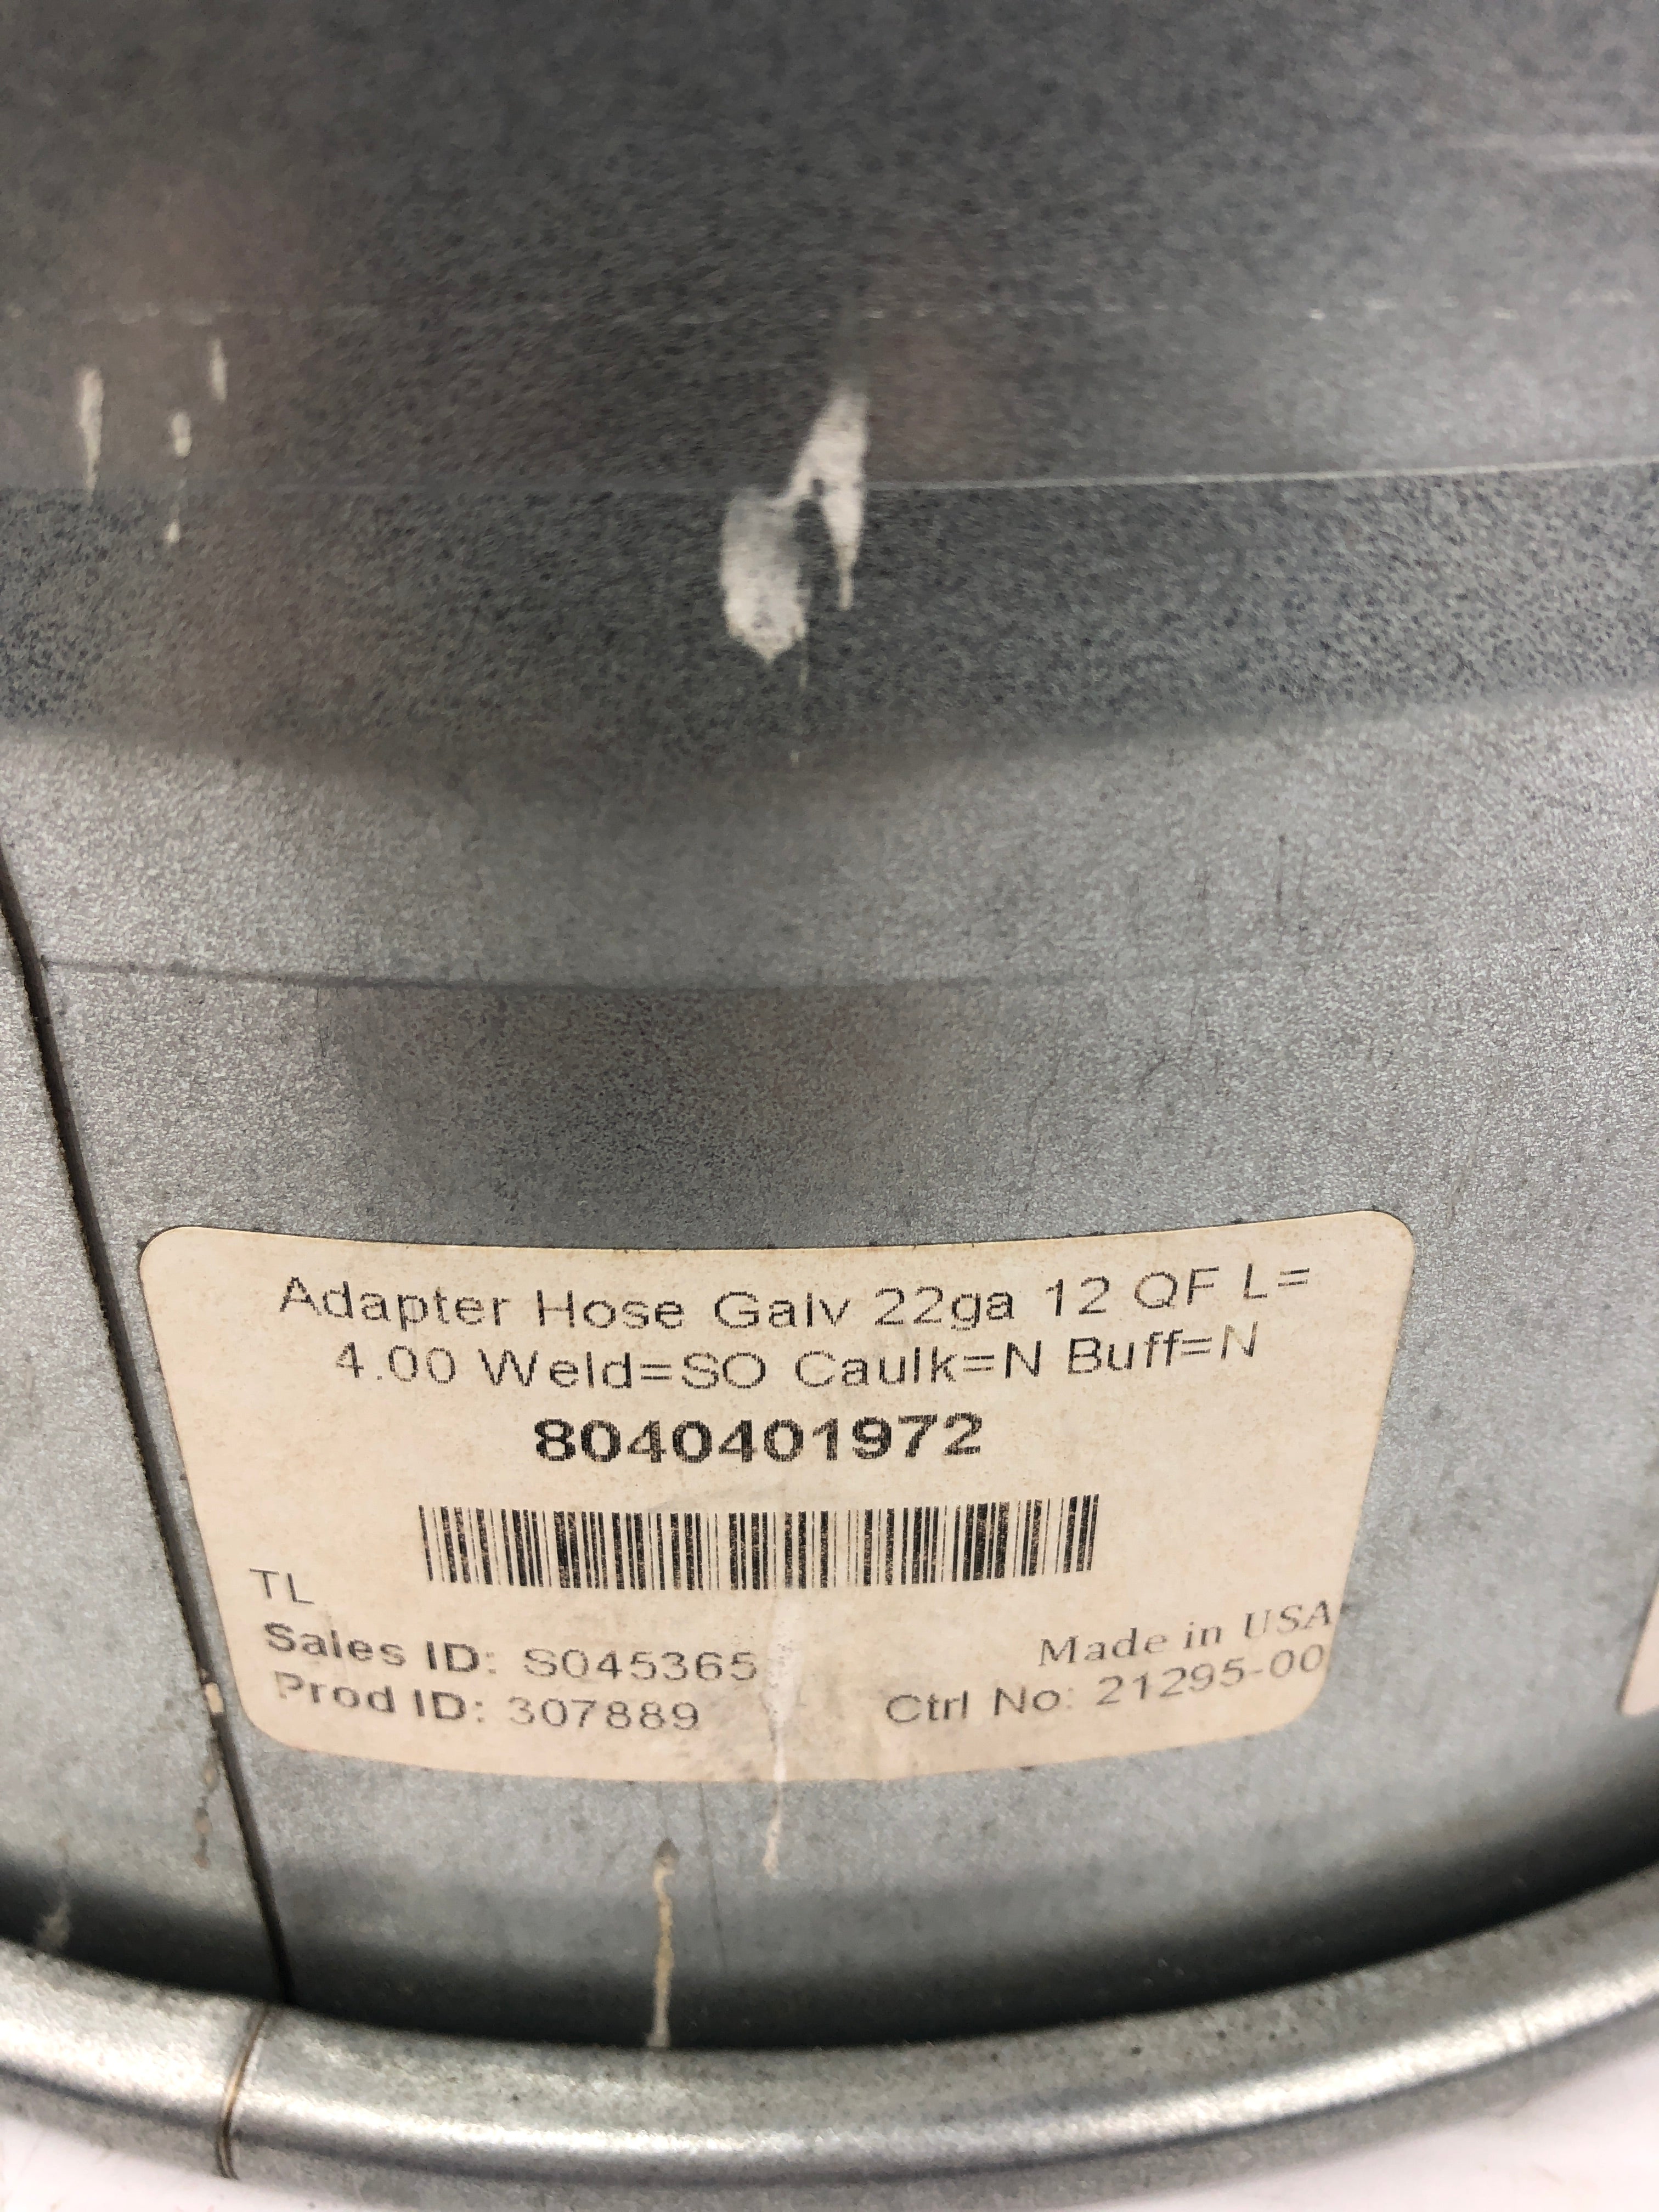 Adapter Hose Galv 22ga 12 QF L=
4.00 Weld=SO Caulk=N Buff=N
8040401972
TL
Sales ID: S045365
Made in USA
Prod ID: 307889
Ctrl No: 21295-00